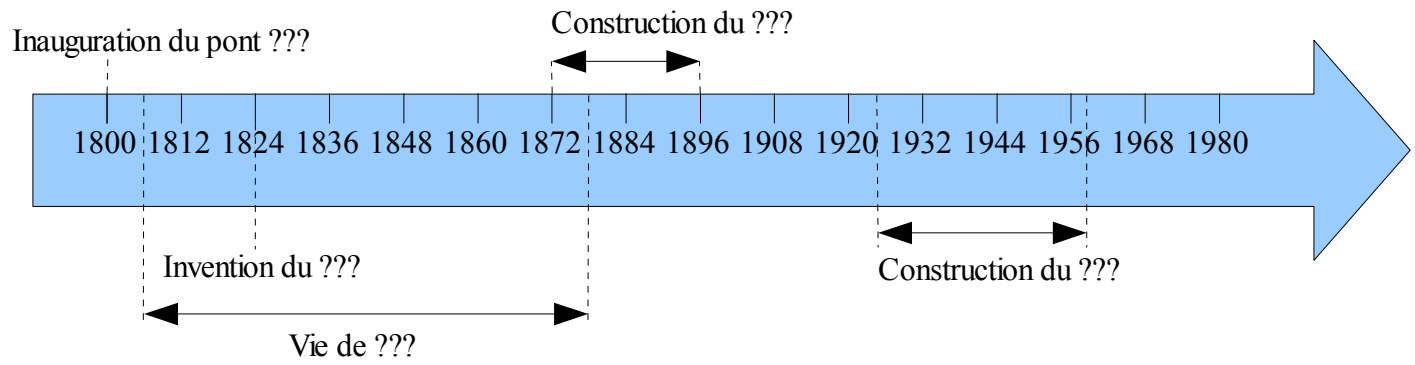 Construction du ???
Inauguration du pont ???
1800 1812 1824 1836 1848 1860 1872 1884 1896 1908 1920 1932 1944 1956 1968 1980
Invention du ???
Construction du ???
Vie de ???